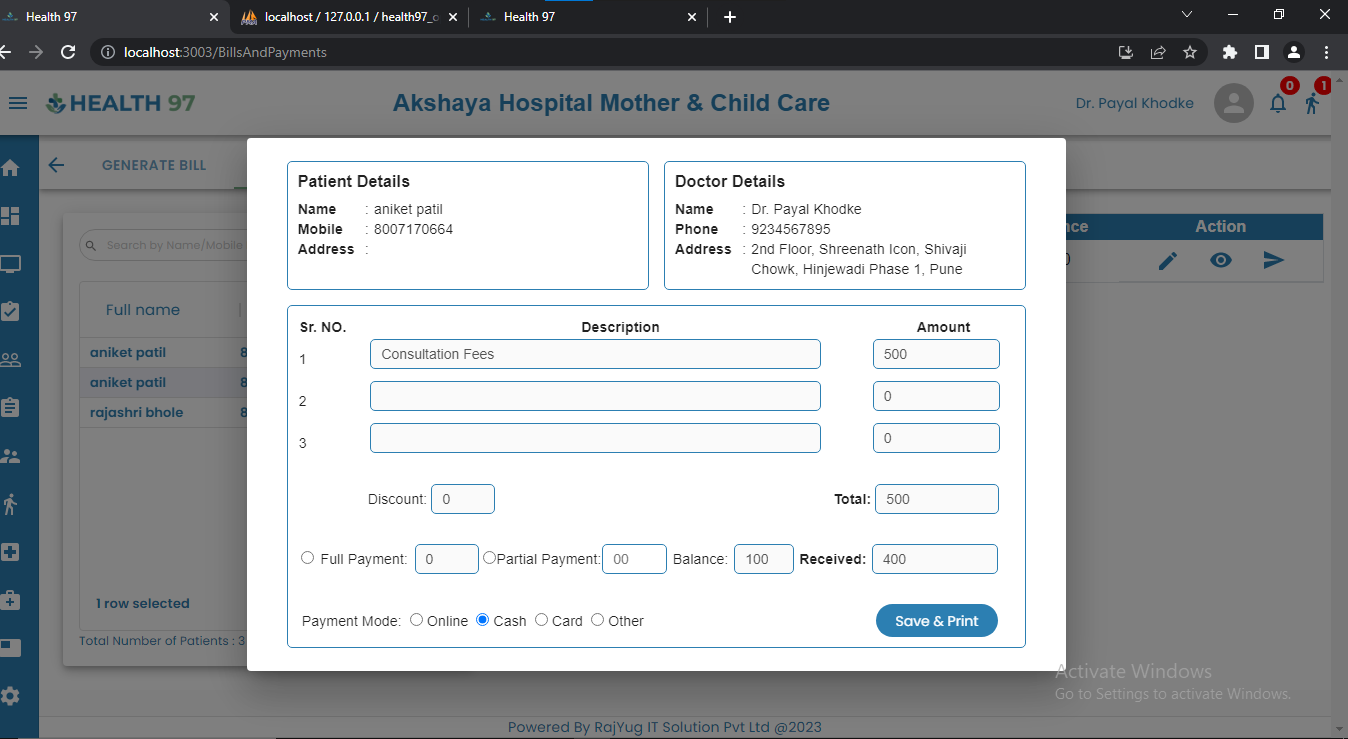 Health 97
localhost / 127.0.0.1 / health97_
Health 97
localhost:3003/BillsAndPayments
HEALTH 97
Akshaya Hospital Mother & Child Care
Dr. Payal Khodke
0
1
GENERATE BILL
Search by Name/Mobile
Full name
aniket patil 8
aniket patil 8
rajashri bhole 8
1 row selected
Total Number of Patients : 3
nce
Action
0
Patient Details
Name : aniket patil
Mobile : 8007170664
Address :
Doctor Details
Name : Dr. Payal Khodke
Phone : 9234567895
Address : 2nd Floor, Shreenath Icon, Shivaji
Chowk, Hinjewadi Phase 1, Pune
Sr. NO. Description Amount
1 Consultation Fees 500
2 0
3 0
Discount: 0 Total: 500
Full Payment: 0 Partial Payment: 00 Balance: 100 Received: 400
Payment Mode: Online Cash Card Other Save & Print
Activate Windows
Go to Settings to activate Windows.
Powered By RajYug IT Solution Pvt Ltd @2023